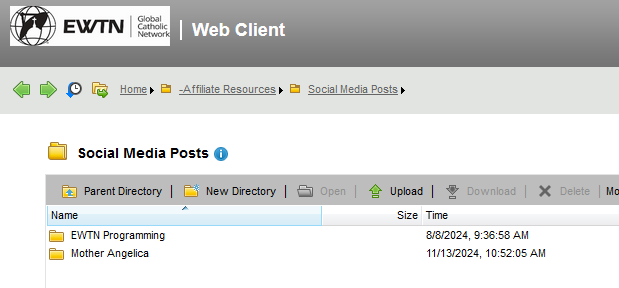 EWTN Global Catholic Network | Web Client
Home -Affiliate Resources Social Media Posts
Social Media Posts
Parent Directory | New Directory | Open | Upload | Download | Delete | Mo
Name Size Time
EWTN Programming 8/8/2024, 9:36:58 AM
Mother Angelica 11/13/2024, 10:52:05 AM